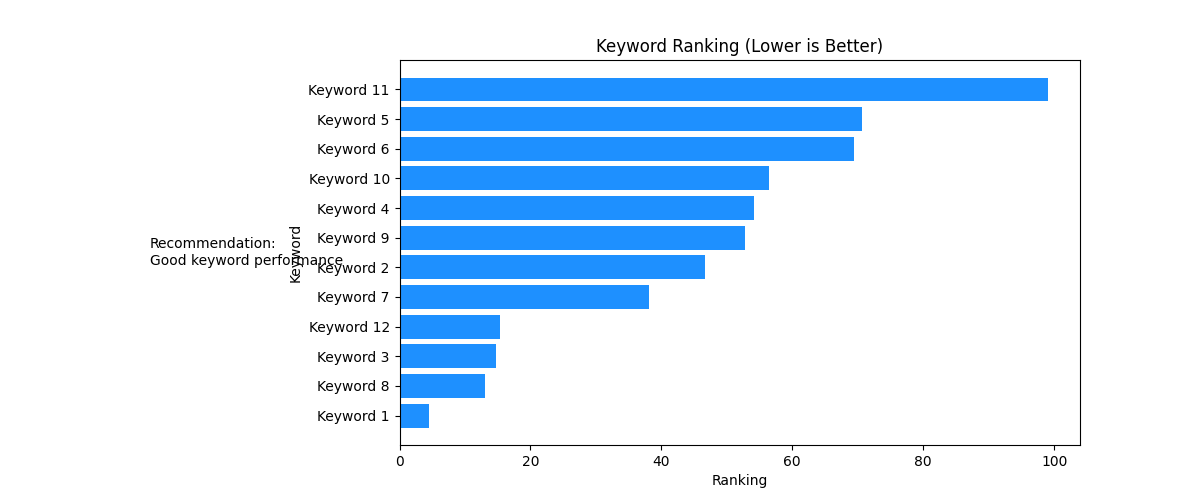 Keyword Ranking (Lower is Better)
Keyword 11
Keyword 5
Keyword 6
Keyword 10
Keyword 4
Keyword 9
Keyword 2
Keyword 7
Keyword 12
Keyword 3
Keyword 8
Keyword 1
Keyword
Recommendation:
Good keyword performance
0 20 40 60 80 100
Ranking